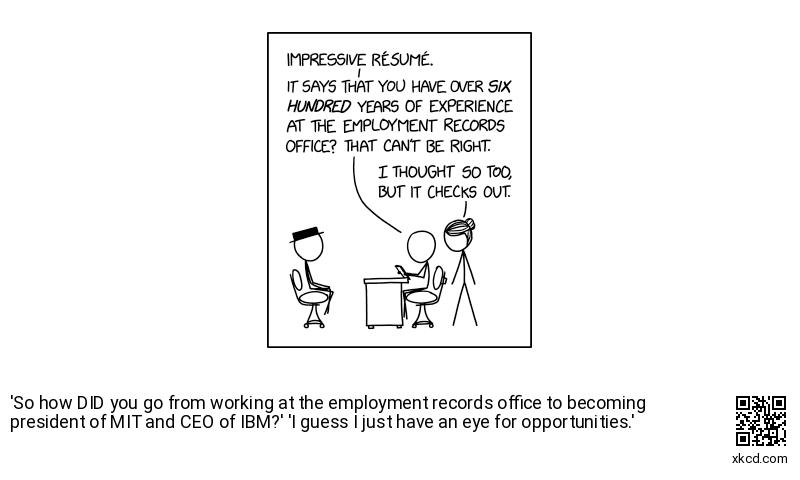 IMPRESSIVE RÉSUMÉ.
IT SAYS THAT YOU HAVE OVER SIX
HUNDRED YEARS OF EXPERIENCE
AT THE EMPLOYMENT RECORDS
OFFICE? THAT CAN'T BE RIGHT.
I THOUGHT SO TOO,
BUT IT CHECKS OUT.
'So how DID you go from working at the employment records office to becoming
president of MIT and CEO of IBM?' 'I guess I just have an eye for opportunities.'
xkcd.com